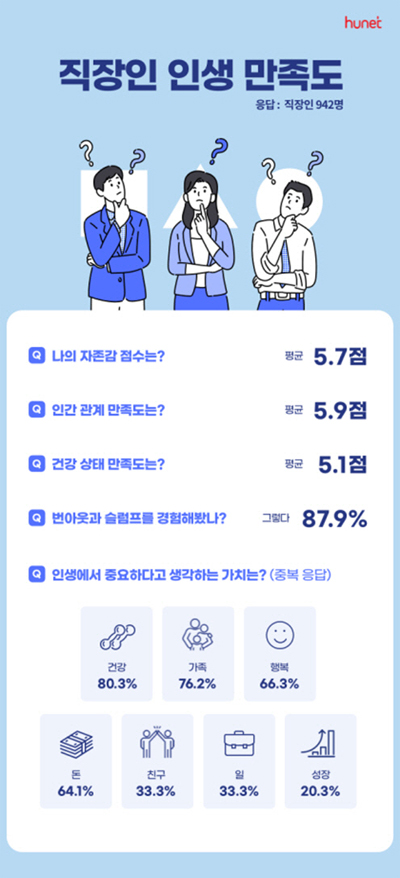 hunet
직장인 인생 만족도
응답 : 직장인 942명
? ? ? ? ?
Q 나의 자존감 점수는? 평균 5.7점
Q 인간 관계 만족도는? 평균 5.9점
Q 건강 상태 만족도는? 평균 5.1점
Q 번아웃과 슬럼프를 경험해봤나? 그렇다 87.9%
Q 인생에서 중요하다고 생각하는 가치는? (중복 응답)
건강 가족 행복
80.3% 76.2% 66.3%
돈 친구 일 성장
64.1% 33.3% 33.3% 20.3%